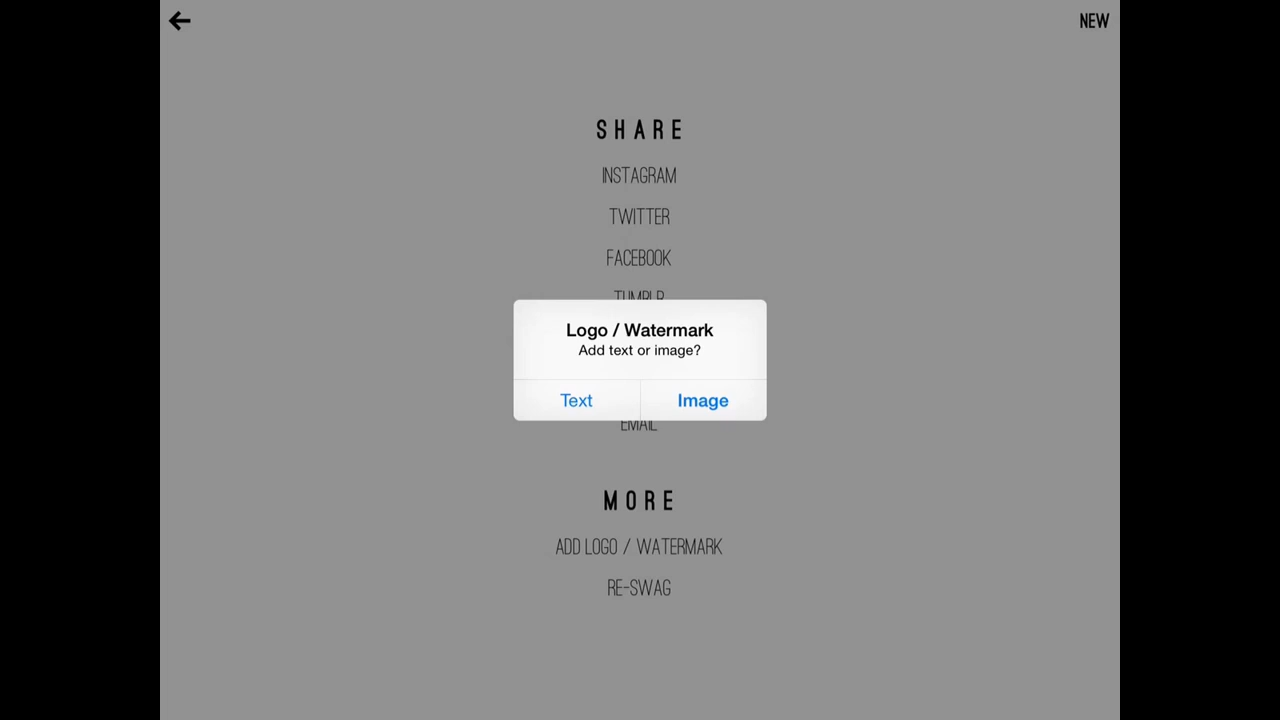 NEW
SHARE
INSTAGRAM
TWITTER
FACEBOOK
TUMBLR
Logo / Watermark
Add text or image?
Text Image
EMAIL
MORE
ADD LOGO / WATERMARK
RE-SWAG